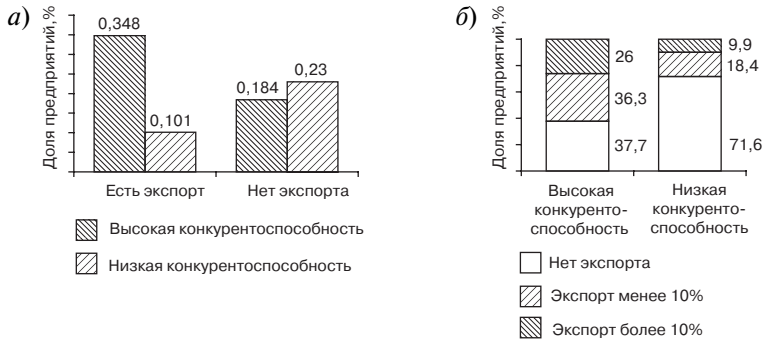 а)
Доля предприятий,%
0,348
0,101
0,184
0,23
Есть экспорт
Нет экспорта
Высокая конкурентоспособность
Низкая конкурентоспособность
б)
Доля предприятий,%
26
36,3
37,7
9,9
18,4
71,6
Высокая
конкуренто-
способность
Низкая
конкуренто-
способность
Нет экспорта
Экспорт менее 10%
Экспорт более 10%